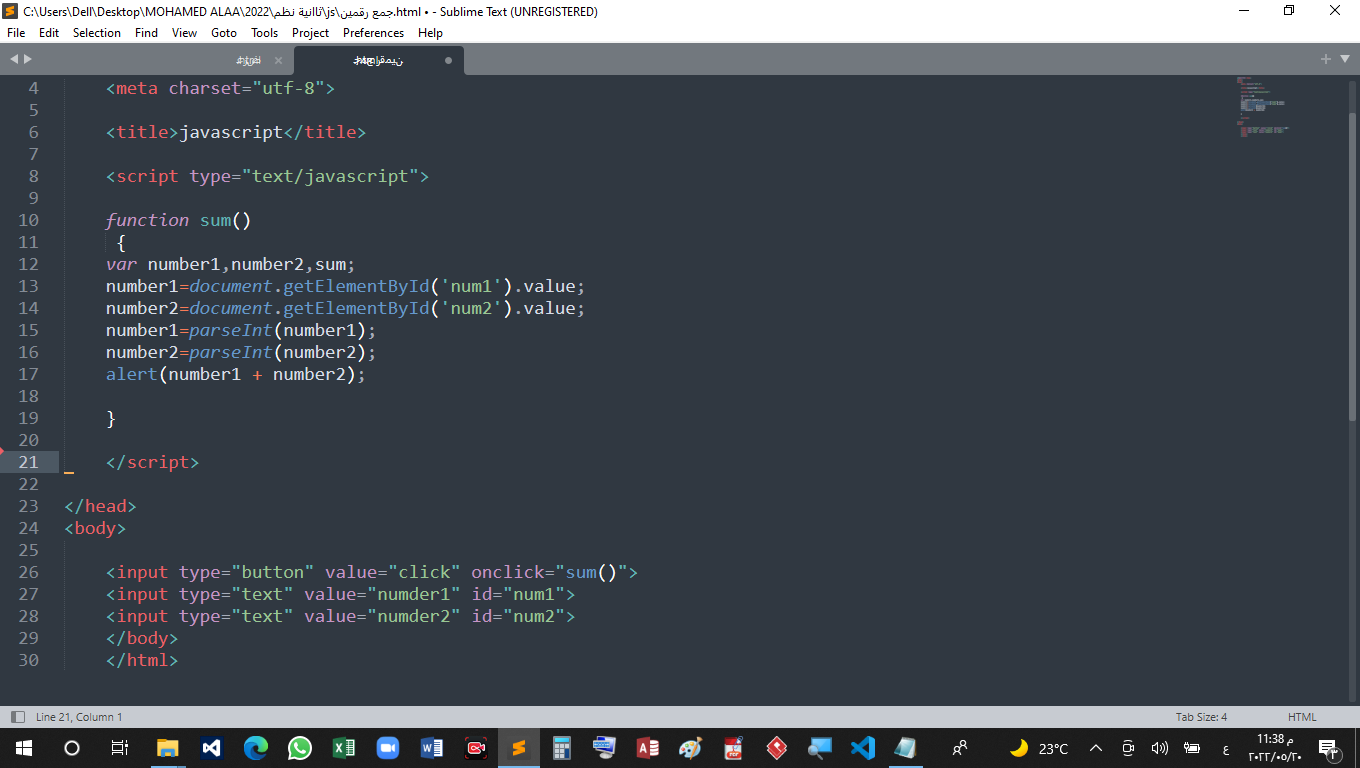 C:\Users\Dell\Desktop\MOHAMED ALAA\2022\ثاانية نظم\js\جمع رقمين.html • - Sublime Text (UNREGISTERED)
File Edit Selection Find View Goto Tools Project Preferences Help
4 <meta charset="utf-8">
5
6 <title>javascript</title>
7
8 <script type="text/javascript">
9
10 function sum()
11 {
12 var number1,number2,sum;
13 number1=document.getElementById('num1').value;
14 number2=document.getElementById('num2').value;
15 number1=parseInt(number1);
16 number2=parseInt(number2);
17 alert(number1 + number2);
18
19 }
20
21 </script>
22
23 </head>
24 <body>
25
26 <input type="button" value="click" onclick="sum()">
27 <input type="text" value="numder1" id="num1">
28 <input type="text" value="numder2" id="num2">
29 </body>
30 </html>
Line 21, Column 1 Tab Size: 4 HTML
23°C ع 11:38 م
٢٠٢٢/٠٥/٢٠